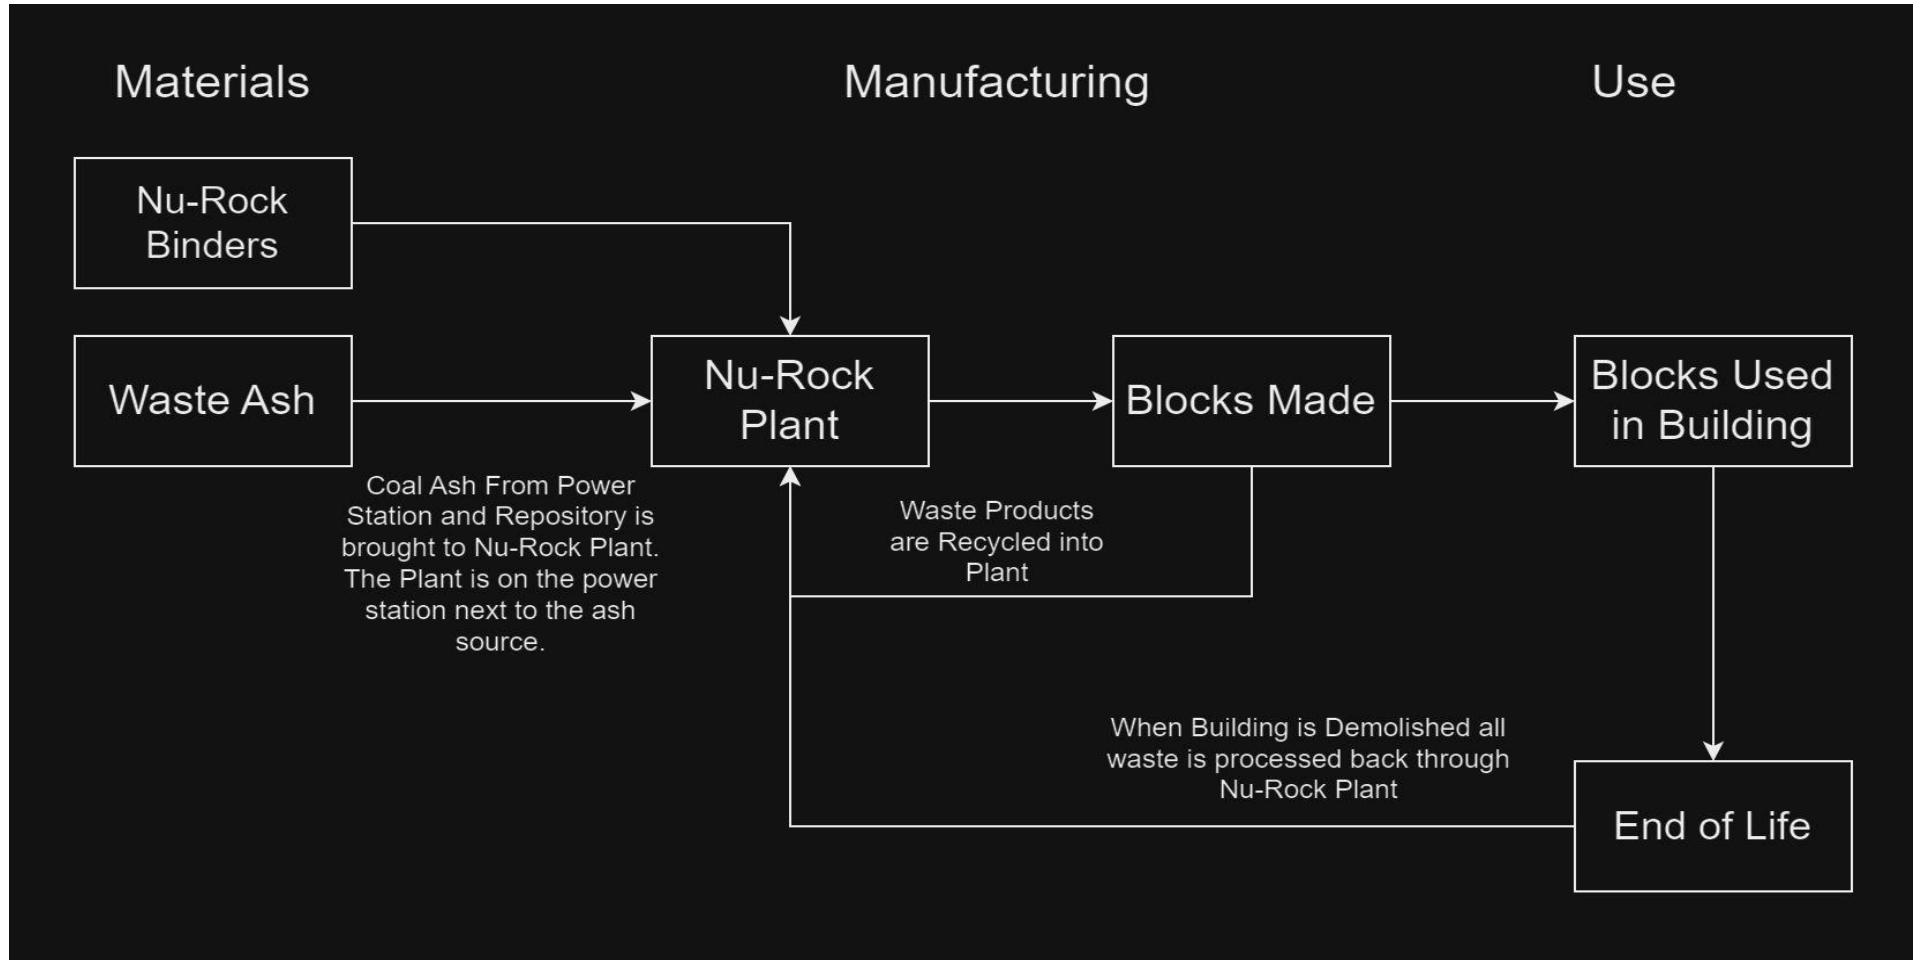 Materials
Manufacturing
Use
Nu-Rock
Binders
Waste Ash
Nu-Rock
Plant
Blocks Made
Blocks Used
in Building
Coal Ash From Power
Station and Repository is
brought to Nu-Rock Plant.
The Plant is on the power
station next to the ash
source.
Waste Products
are Recycled into
Plant
When Building is Demolished all
waste is processed back through
Nu-Rock Plant
End of Life